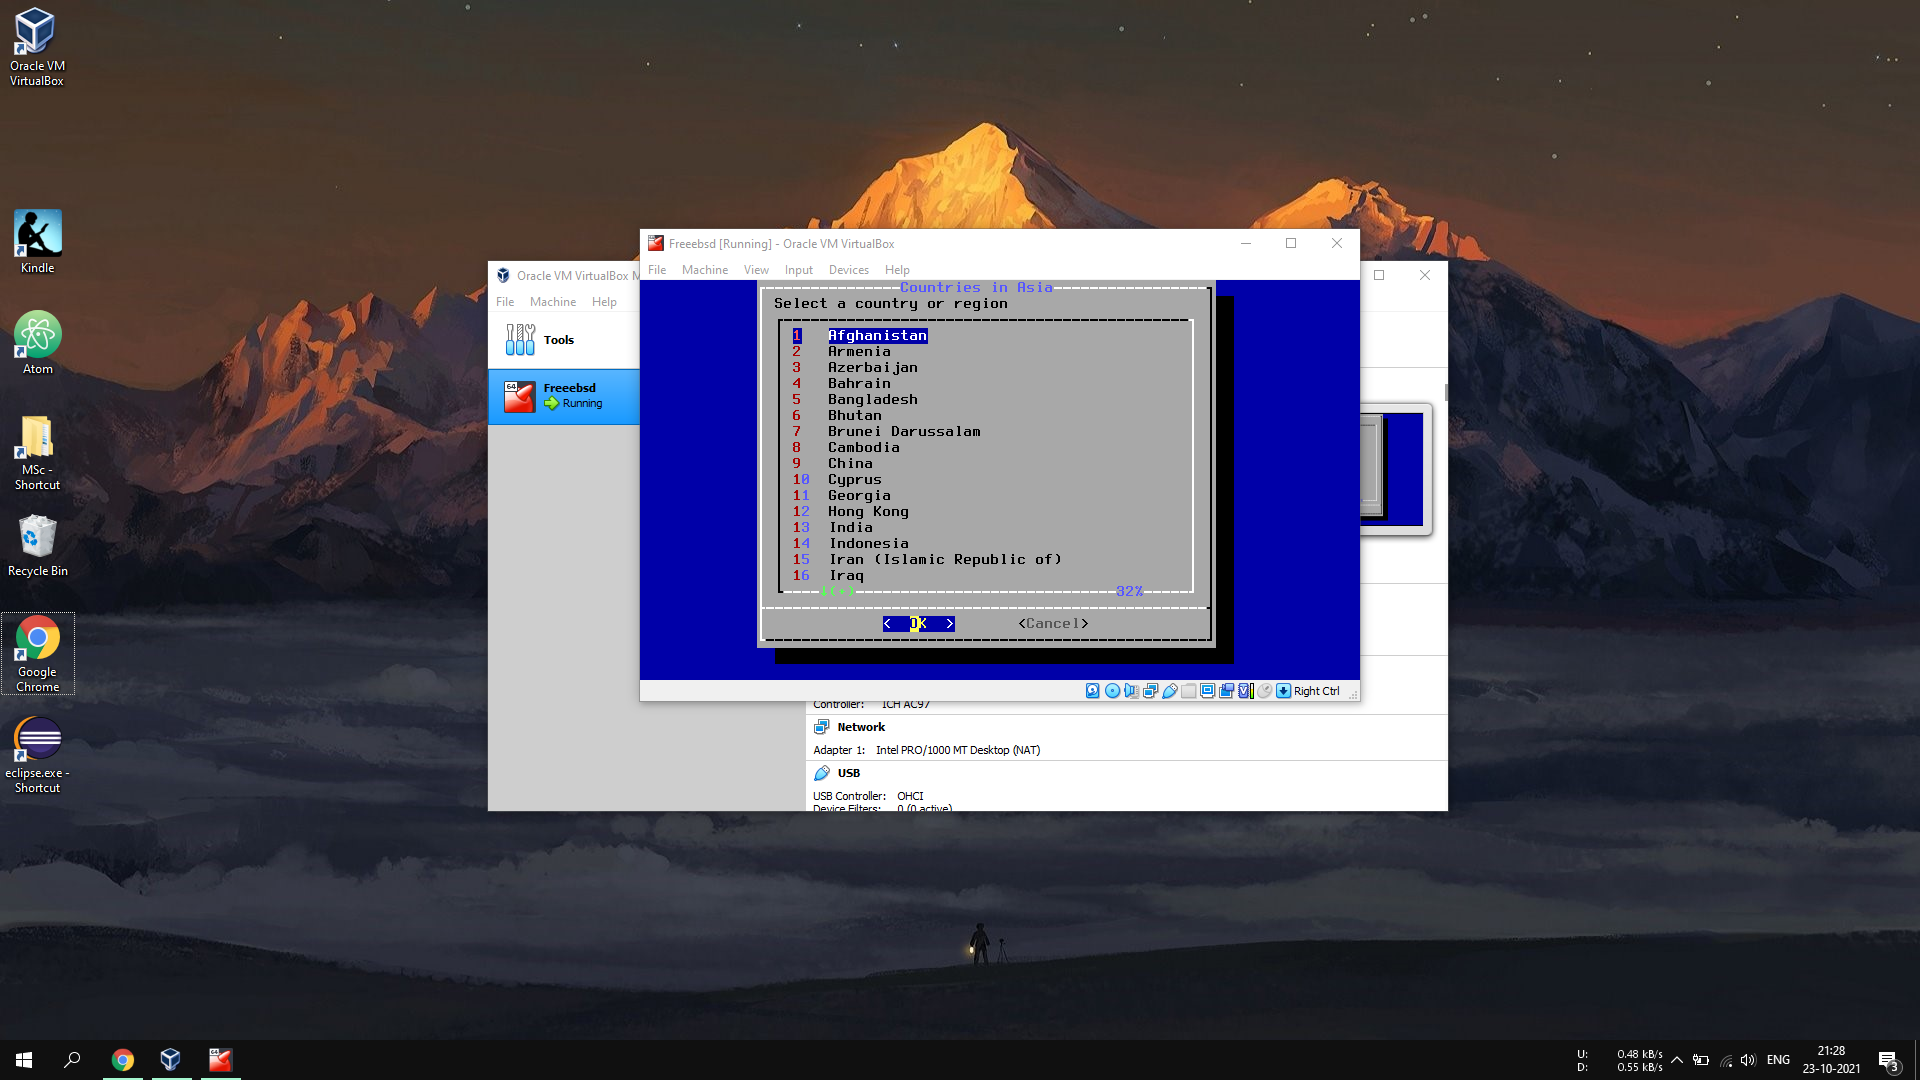 Oracle VM
VirtualBox
Kindle
Atom
MSc -
Shortcut
Recycle Bin
Google
Chrome
eclipse.exe -
Shortcut
Oracle VM VirtualBox M
File Machine Help
Tools
64
Freeebsd
Running
Freeebsd [Running] - Oracle VM VirtualBox
File Machine View Input Devices Help
Countries in Asia
Select a country or region
1 Afghanistan
2 Armenia
3 Azerbaijan
4 Bahrain
5 Bangladesh
6 Bhutan
7 Brunei Darussalam
8 Cambodia
9 China
10 Cyprus
11 Georgia
12 Hong Kong
13 India
14 Indonesia
15 Iran (Islamic Republic of)
16 Iraq
↓(+) 32%
< OK > <Cancel>
Right Ctrl
Controller: ICH AC97
Network
Adapter 1: Intel PRO/1000 MT Desktop (NAT)
USB
USB Controller: OHCI
Device Filters: 0 (0 active)
U: 0.48 kB/s
D: 0.55 kB/s
ENG
21:28
23-10-2021
3